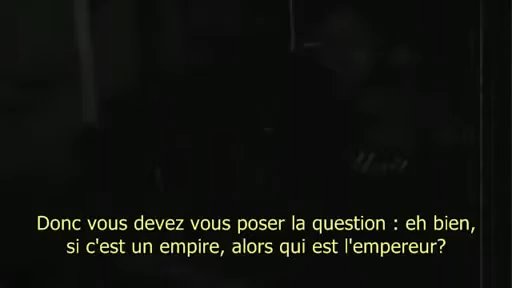 Donc vous devez vous poser la question : eh bien,
si c'est un empire, alors qui est l'empereur?